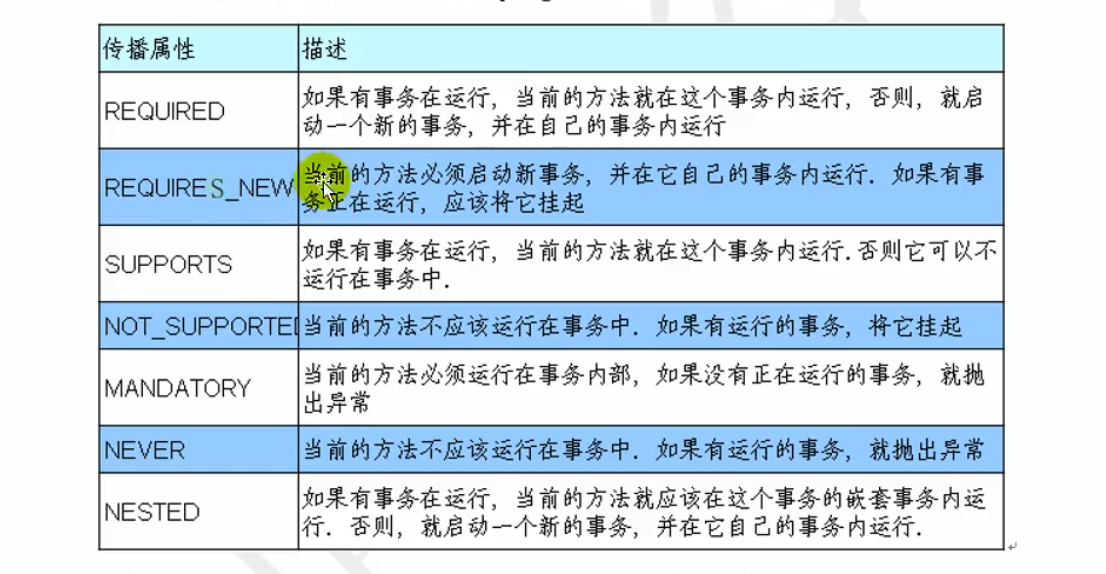 传播属性 描述
REQUIRED 如果有事务在运行，当前的方法就在这个事务内运行，否则，就启
动一个新的事务，并在自己的事务内运行
REQUIRES_NEW 当前的方法必须启动新事务，并在它自己的事务内运行. 如果有事
务正在运行，应该将它挂起
SUPPORTS 如果有事务在运行，当前的方法就在这个事务内运行. 否则它可以不
运行在事务中.
NOT_SUPPORTED 当前的方法不应该运行在事务中. 如果有运行的事务，将它挂起
MANDATORY 当前的方法必须运行在事务内部，如果没有正在运行的事务，就抛
出异常
NEVER 当前的方法不应该运行在事务中. 如果有运行的事务，就抛出异常
NESTED 如果有事务在运行，当前的方法就应该在这个事务的嵌套事务内运
行. 否则，就启动一个新的事务，并在它自己的事务内运行.